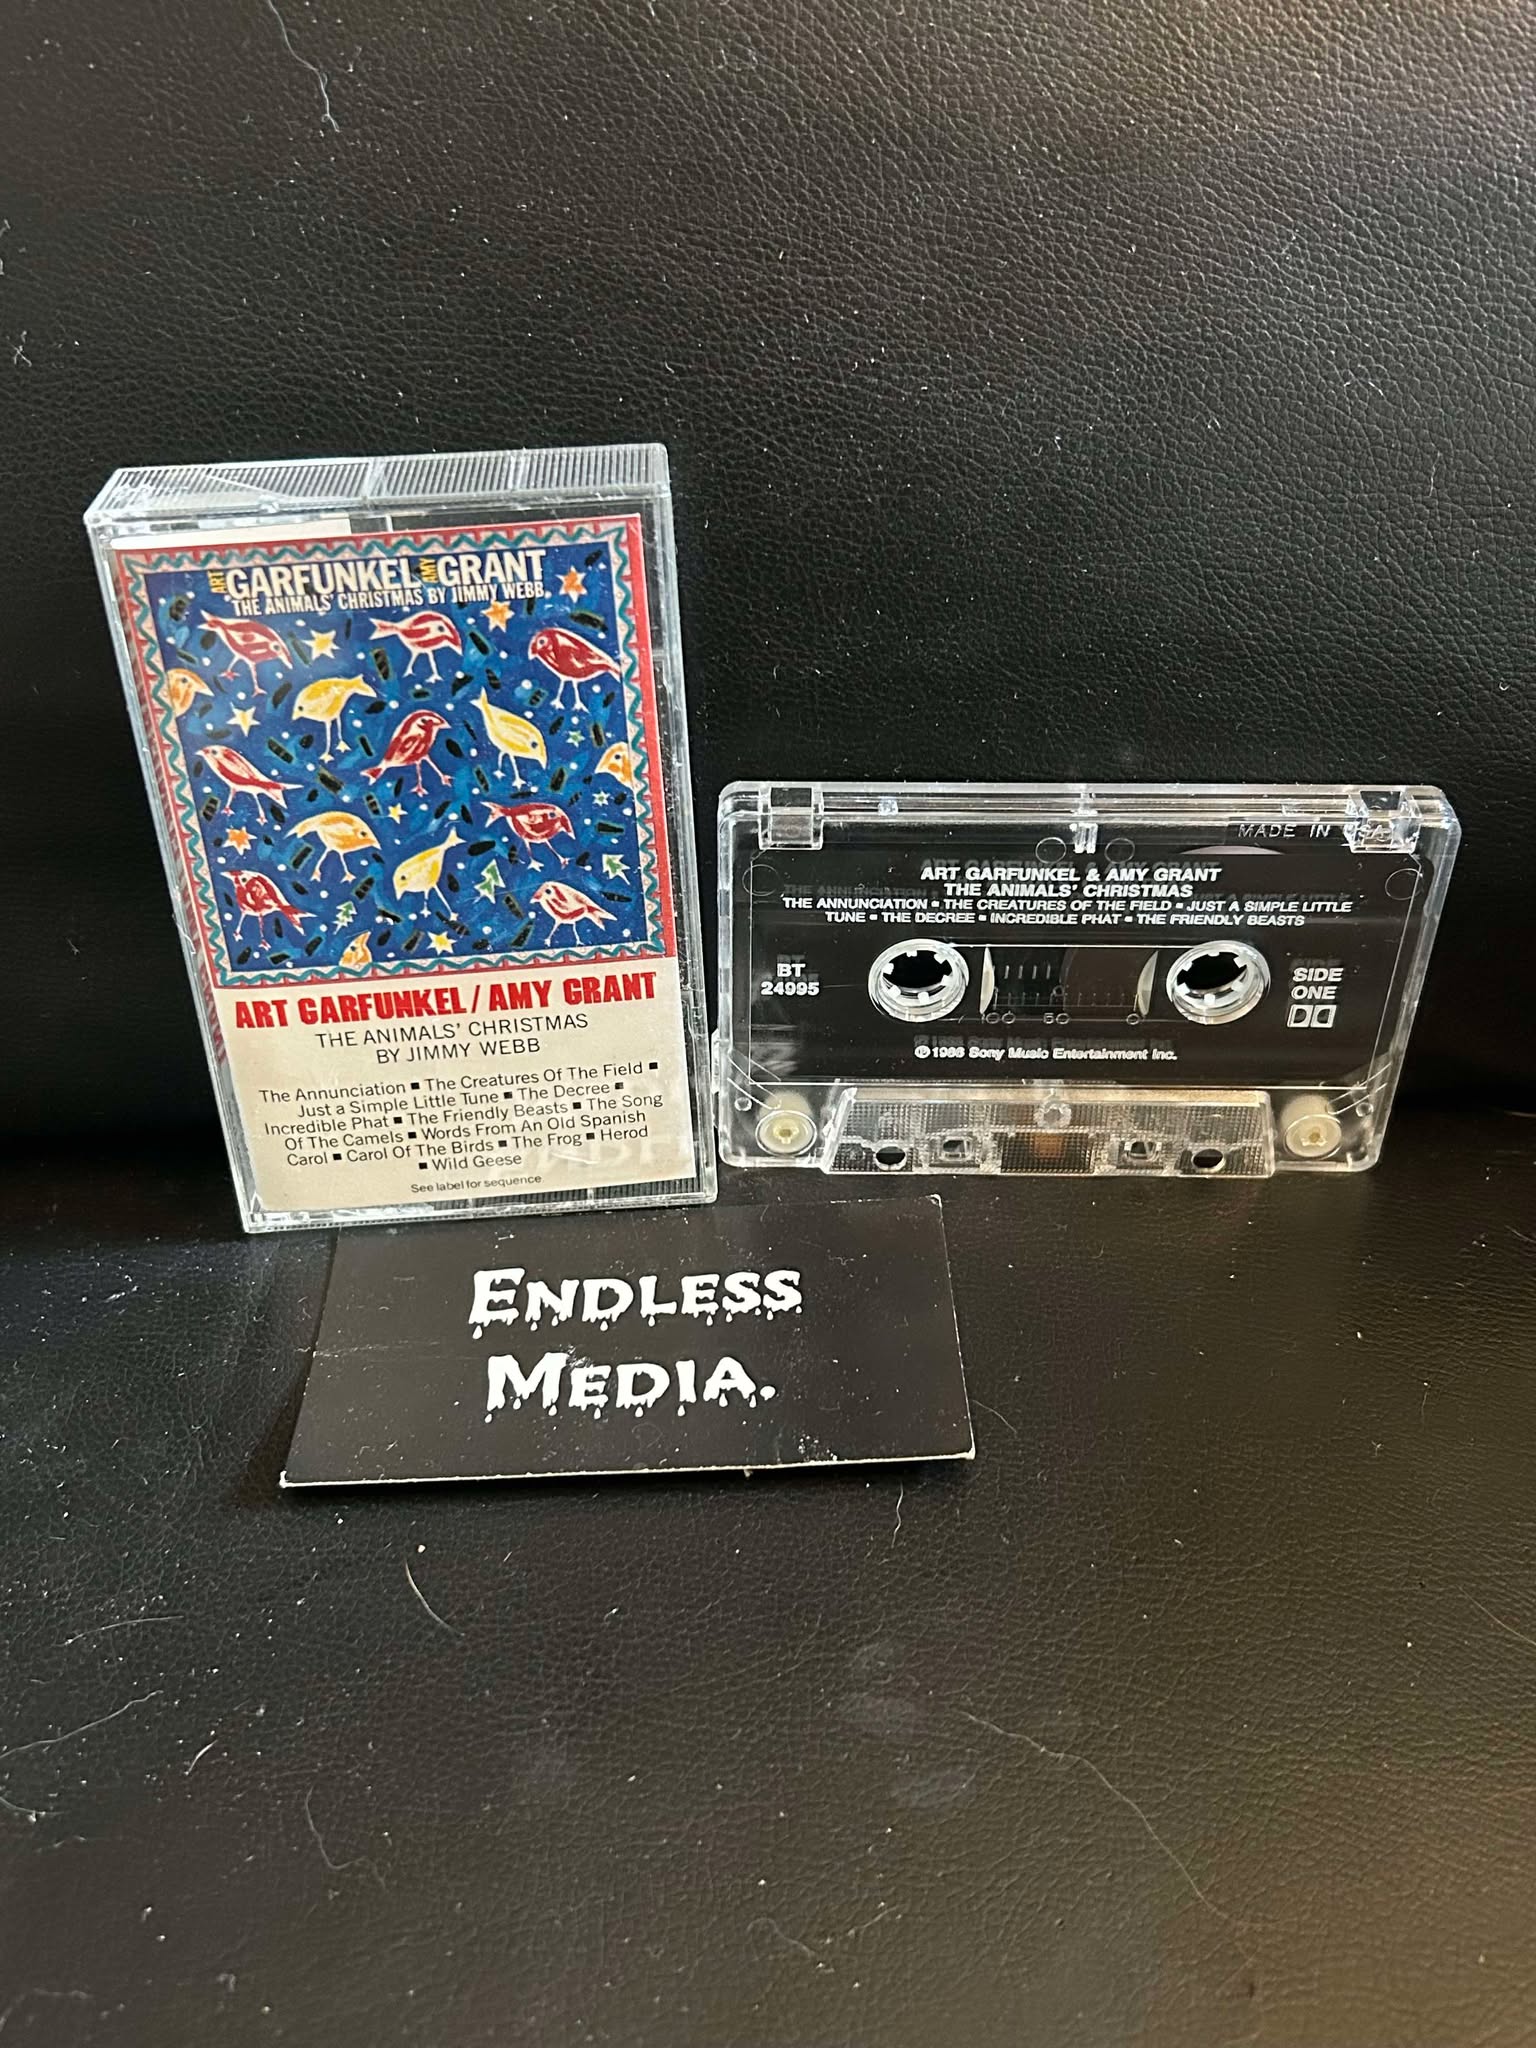 ART GARFUNKEL AMY GRANT
THE ANIMALS' CHRISTMAS BY JIMMY WEBB
ART GARFUNKEL/AMY GRANT
THE ANIMALS' CHRISTMAS
BY JIMMY WEBB
The Annunciation ■ The Creatures Of The Field ■
Just a Simple Little Tune ■ The Decree ■
Incredible Phat ■ The Friendly Beasts ■ The Song
Of The Camels ■ Words From An Old Spanish
Carol ■ Carol Of The Birds ■ The Frog ■ Herod
■ Wild Geese
See label for sequence.
MADE IN USA
ART GARFUNKEL & AMY GRANT
THE ANIMALS' CHRISTMAS
THE ANNUNCIATION ▪ THE CREATURES OF THE FIELD ▪ JUST A SIMPLE LITTLE
TUNE ▪ THE DECREE ▪ INCREDIBLE PHAT ▪ THE FRIENDLY BEASTS
BT
24995
SIDE
ONE
100 50 0
℗ 1986 Sony Music Entertainment Inc.
ENDLESS
MEDIA.